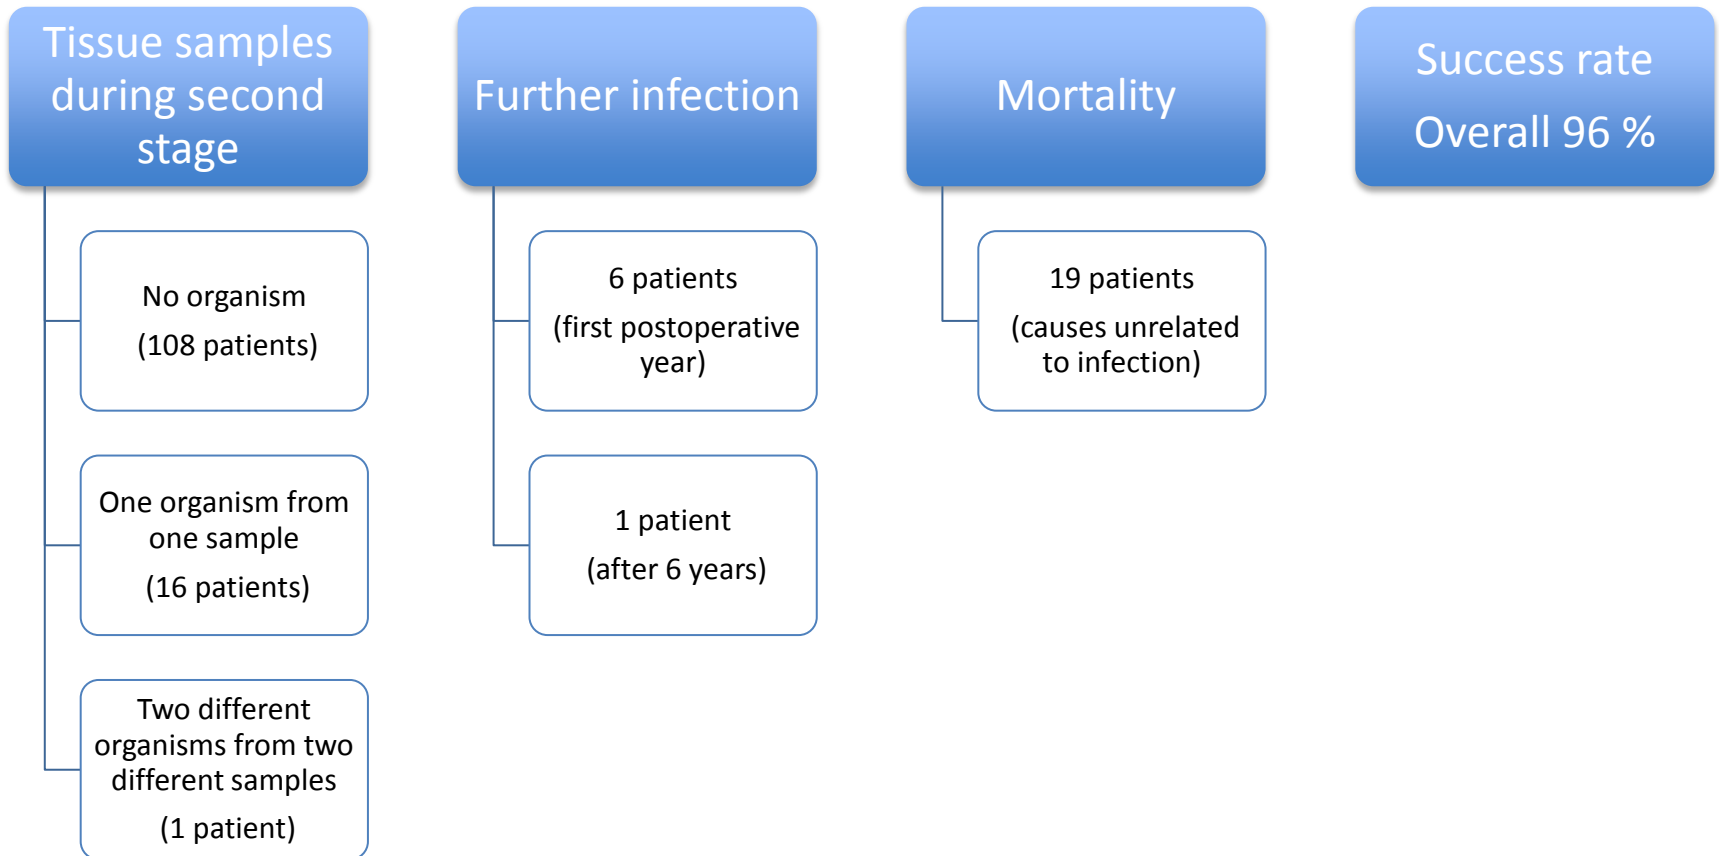 Tissue samples
during second
stage
No organism
(108 patients)
One organism from
one sample
(16 patients)
Two different
organisms from two
different samples
(1 patient)
Further infection
6 patients
(first postoperative
year)
1 patient
(after 6 years)
Mortality
19 patients
(causes unrelated
to infection)
Success rate
Overall 96 %